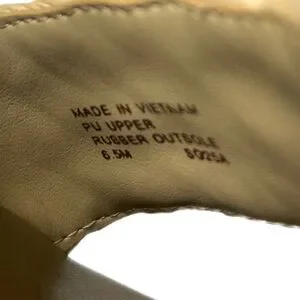 MADE IN VIETNAM
PU UPPER
RUBBER OUTSOLE
6.5M